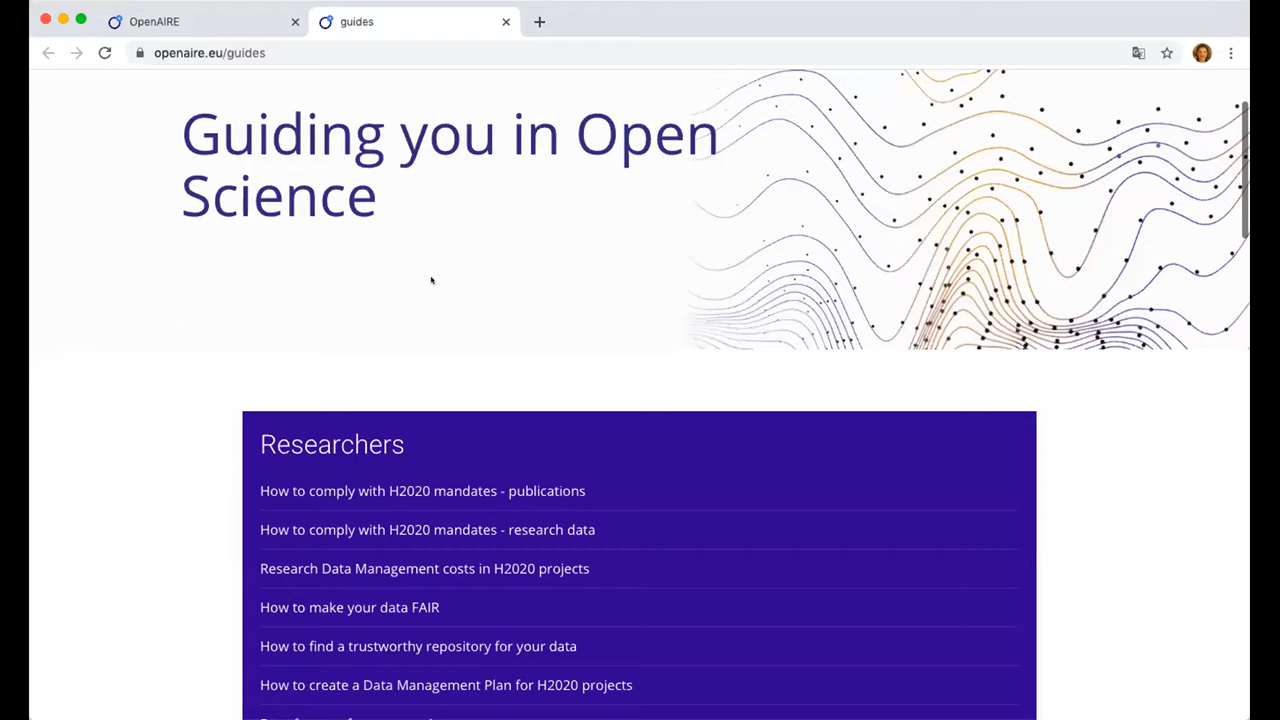 OpenAIRE
guides
openaire.eu/guides
Guiding you in Open
Science
Researchers
How to comply with H2020 mandates - publications
How to comply with H2020 mandates - research data
Research Data Management costs in H2020 projects
How to make your data FAIR
How to find a trustworthy repository for your data
How to create a Data Management Plan for H2020 projects